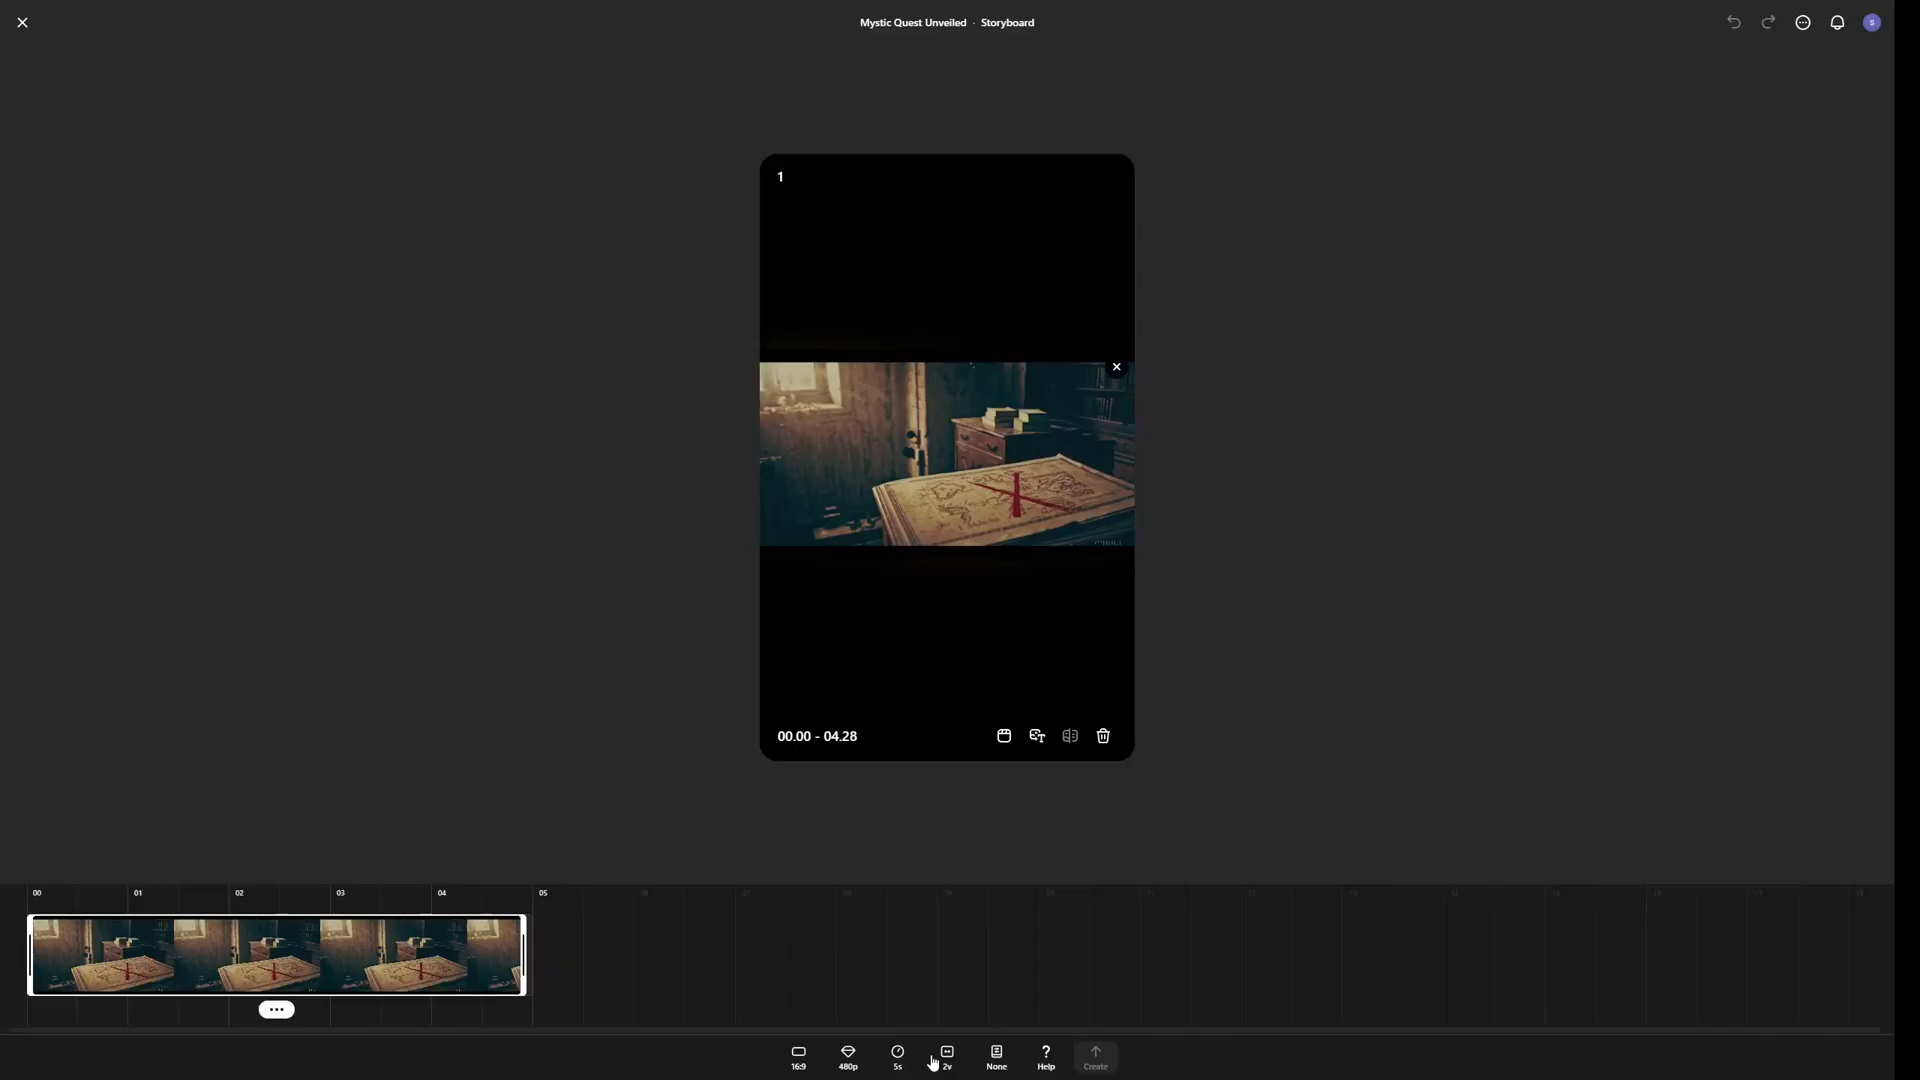 Mystic Quest Unveiled · Storyboard
S
1
00.00 - 04.28
00 01 02 03 04 05
16:9 480p 5s 2v None Help Create